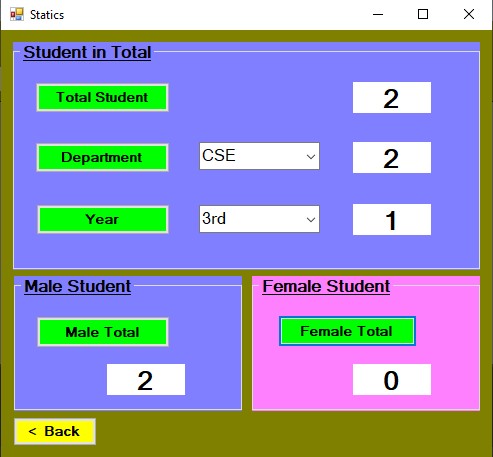 Statics
Student in Total
Total Student 2
Department CSE 2
Year 3rd 1
Male Student
Male Total
2
Female Student
Female Total
0
< Back